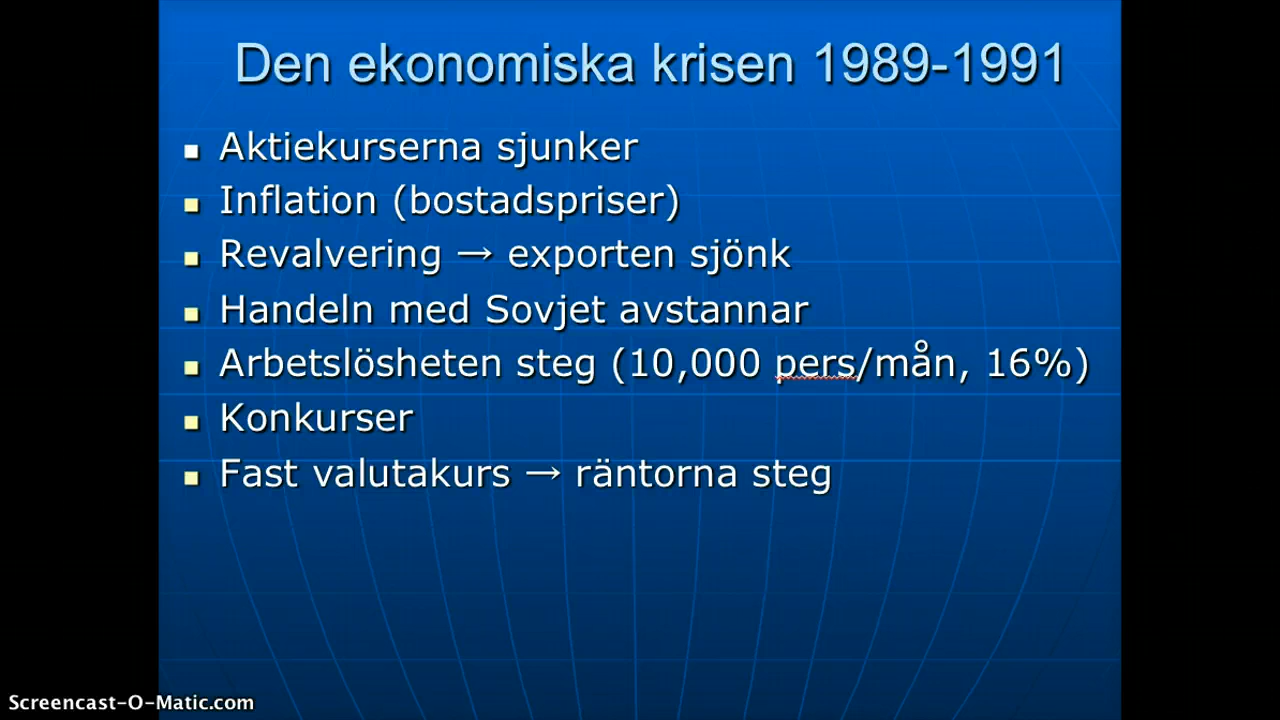 Den ekonomiska krisen 1989-1991
Aktiekurserna sjunker
Inflation (bostadspriser)
Revalvering → exporten sjönk
Handeln med Sovjet avstannar
Arbetslösheten steg (10,000 pers/mån, 16%)
Konkurser
Fast valutakurs → räntorna steg
Screencast-O-Matic.com